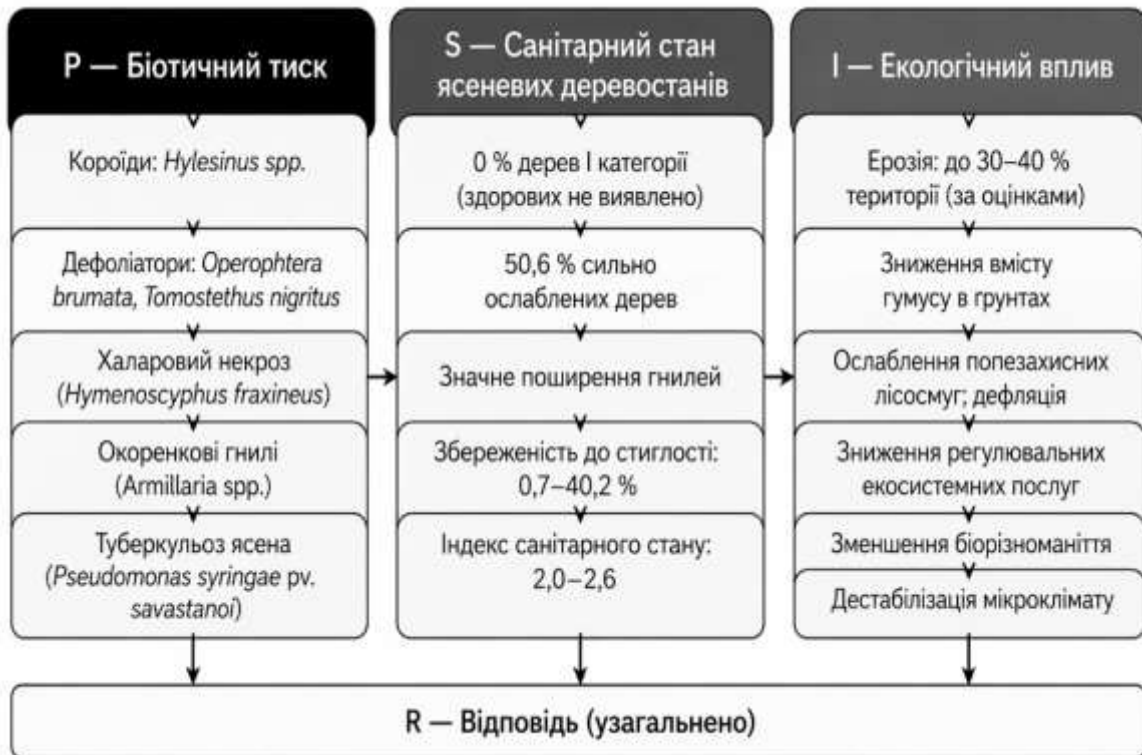 P — Біотичний тиск
Короїди: Hylesinus spp.
Дефоліатори: Operophtera
brumata, Tomostethus nigritus
Халаровий некроз
(Hymenoscyphus fraxineus)
Окоренкові гнилі
(Armillaria spp.)
Туберкульоз ясена
(Pseudomonas syringae pv.
savastanoi)
S — Санітарний стан
ясеневих деревостанів
0 % дерев I категорії
(здорових не виявлено)
50,6 % сильно
ослаблених дерев
Значне поширення гнилей
Збереженість до стиглості:
0,7–40,2 %
Індекс санітарного стану:
2,0–2,6
I — Екологічний вплив
Ерозія: до 30–40 %
території (за оцінками)
Зниження вмісту
гумусу в ґрунтах
Ослаблення попезахисних
лісосмуг; дефляція
Зниження регулювальних
екосистемних послуг
Зменшення біорізноманіття
Дестабілізація мікроклімату
R — Відповідь (узагальнено)